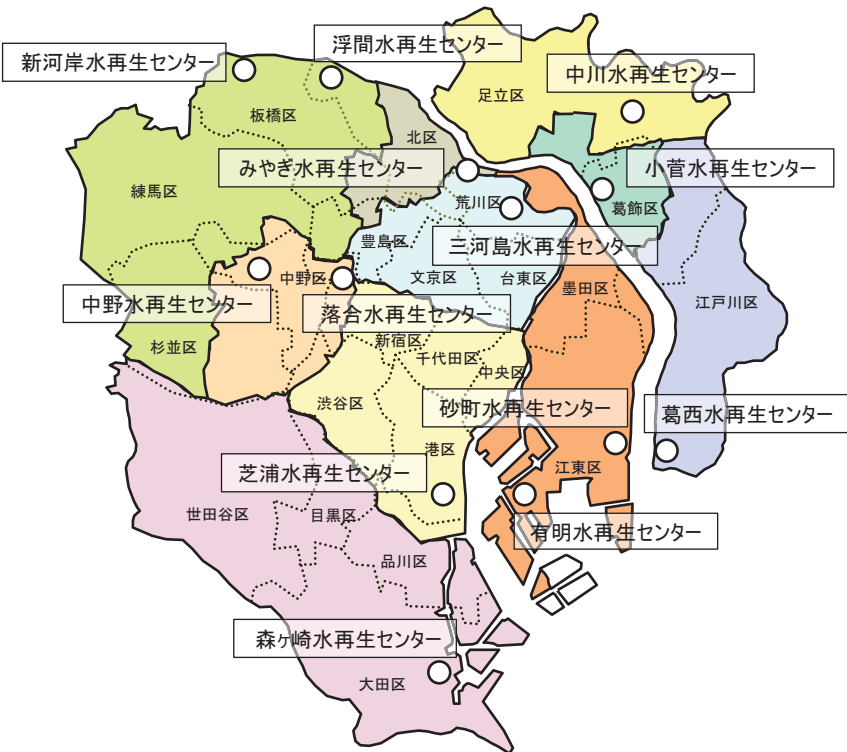 浮間水再生センター
新河岸水再生センター
中川水再生センター
足立区
板橋区
北区
みやぎ水再生センター
小菅水再生センター
練馬区
荒川区
葛飾区
豊島区
三河島水再生センター
文京区
台東区
中野区
墨田区
中野水再生センター
落合水再生センター
江戸川区
杉並区
新宿区
千代田区
中央区
渋谷区
砂町水再生センター
葛西水再生センター
港区
芝浦水再生センター
江東区
世田谷区
目黒区
有明水再生センター
品川区
森ヶ崎水再生センター
大田区